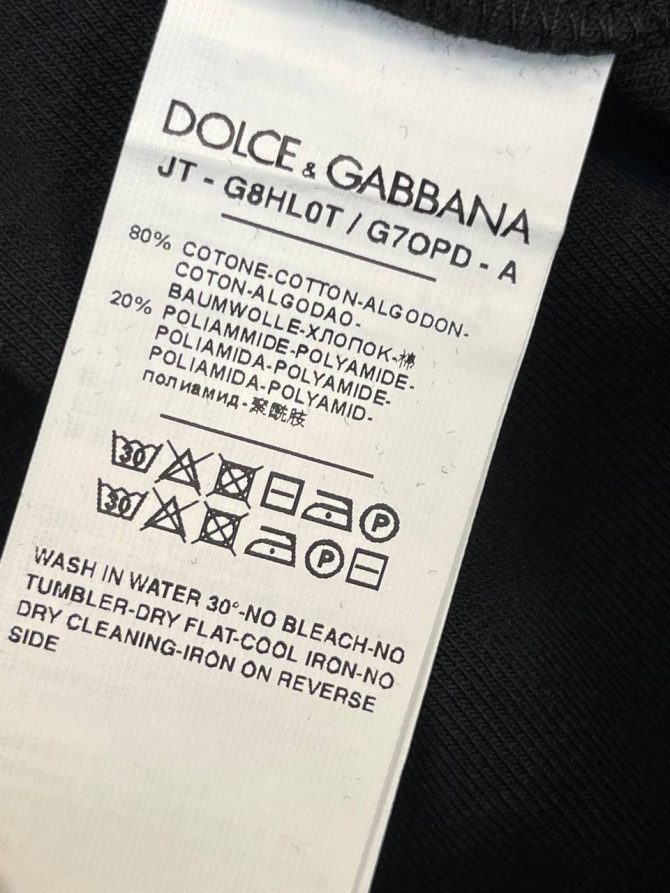 DOLCE & GABBANA
JT - G8HL0T / G7OPD - A
80% COTONE-COTTON-ALGODON-
COTON-ALGODAO-
BAUMWOLLE-ХЛОПОК-棉
20% POLIAMMIDE-POLYAMIDE-
POLIAMIDA-POLYAMIDE-
POLIAMIDA-POLYAMID-
полиамид-聚酰胺
30 P
30 P
WASH IN WATER 30°-NO BLEACH-NO
TUMBLER-DRY FLAT-COOL IRON-NO
DRY CLEANING-IRON ON REVERSE
SIDE